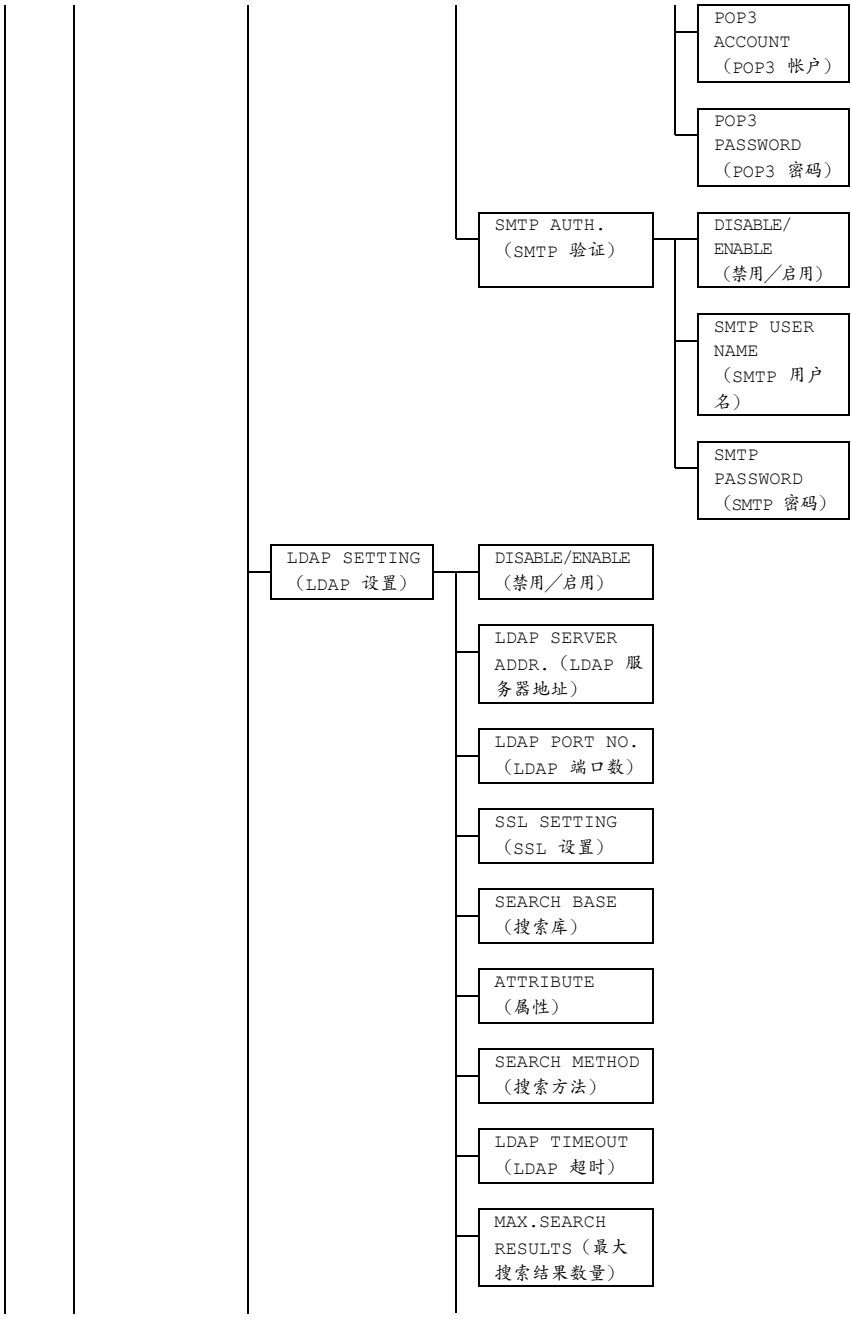 POP3
ACCOUNT
（POP3 帐户）
POP3
PASSWORD
（POP3 密码）
SMTP AUTH.
（SMTP 验证）
DISABLE/
ENABLE
（禁用／启用）
SMTP USER
NAME
（SMTP 用户
名）
SMTP
PASSWORD
（SMTP 密码）
LDAP SETTING
（LDAP 设置）
DISABLE/ENABLE
（禁用／启用）
LDAP SERVER
ADDR.（LDAP 服
务器地址）
LDAP PORT NO.
（LDAP 端口数）
SSL SETTING
（SSL 设置）
SEARCH BASE
（搜索库）
ATTRIBUTE
（属性）
SEARCH METHOD
（搜索方法）
LDAP TIMEOUT
（LDAP 超时）
MAX.SEARCH
RESULTS（最大
搜索结果数量）